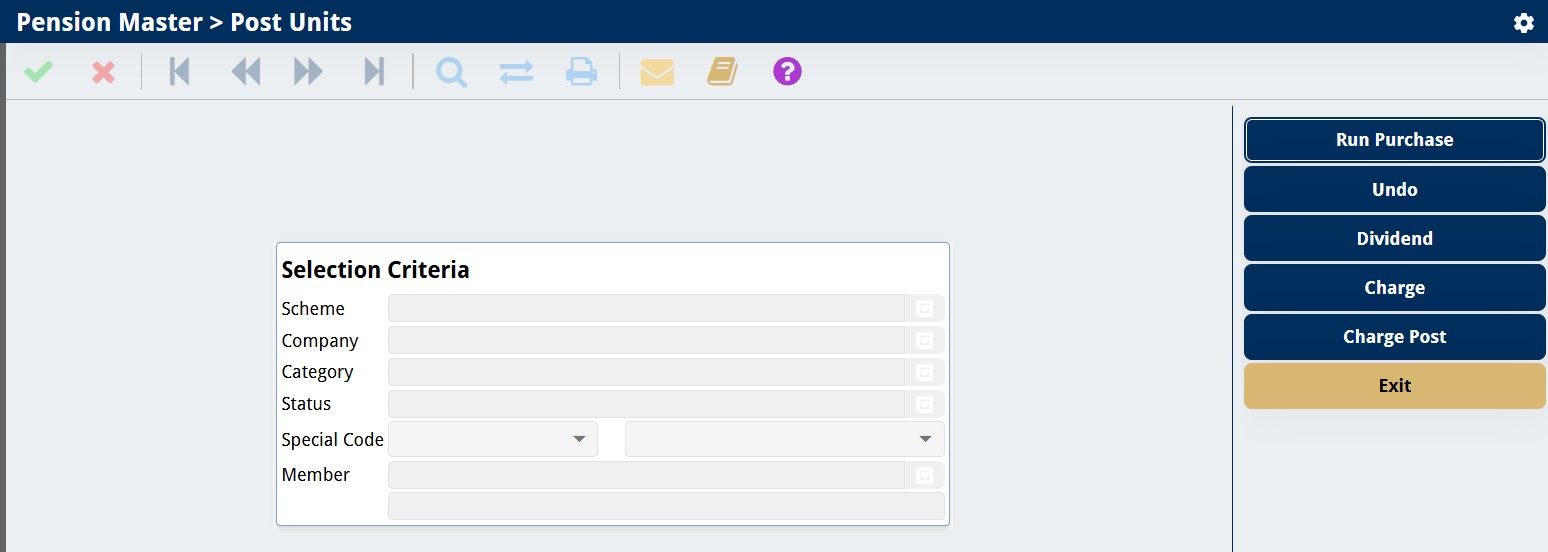 Pension Master > Post Units
?
Run Purchase
Undo
Dividend
Charge
Charge Post
Exit
Selection Criteria
Scheme
Company
Category
Status
Special Code
Member